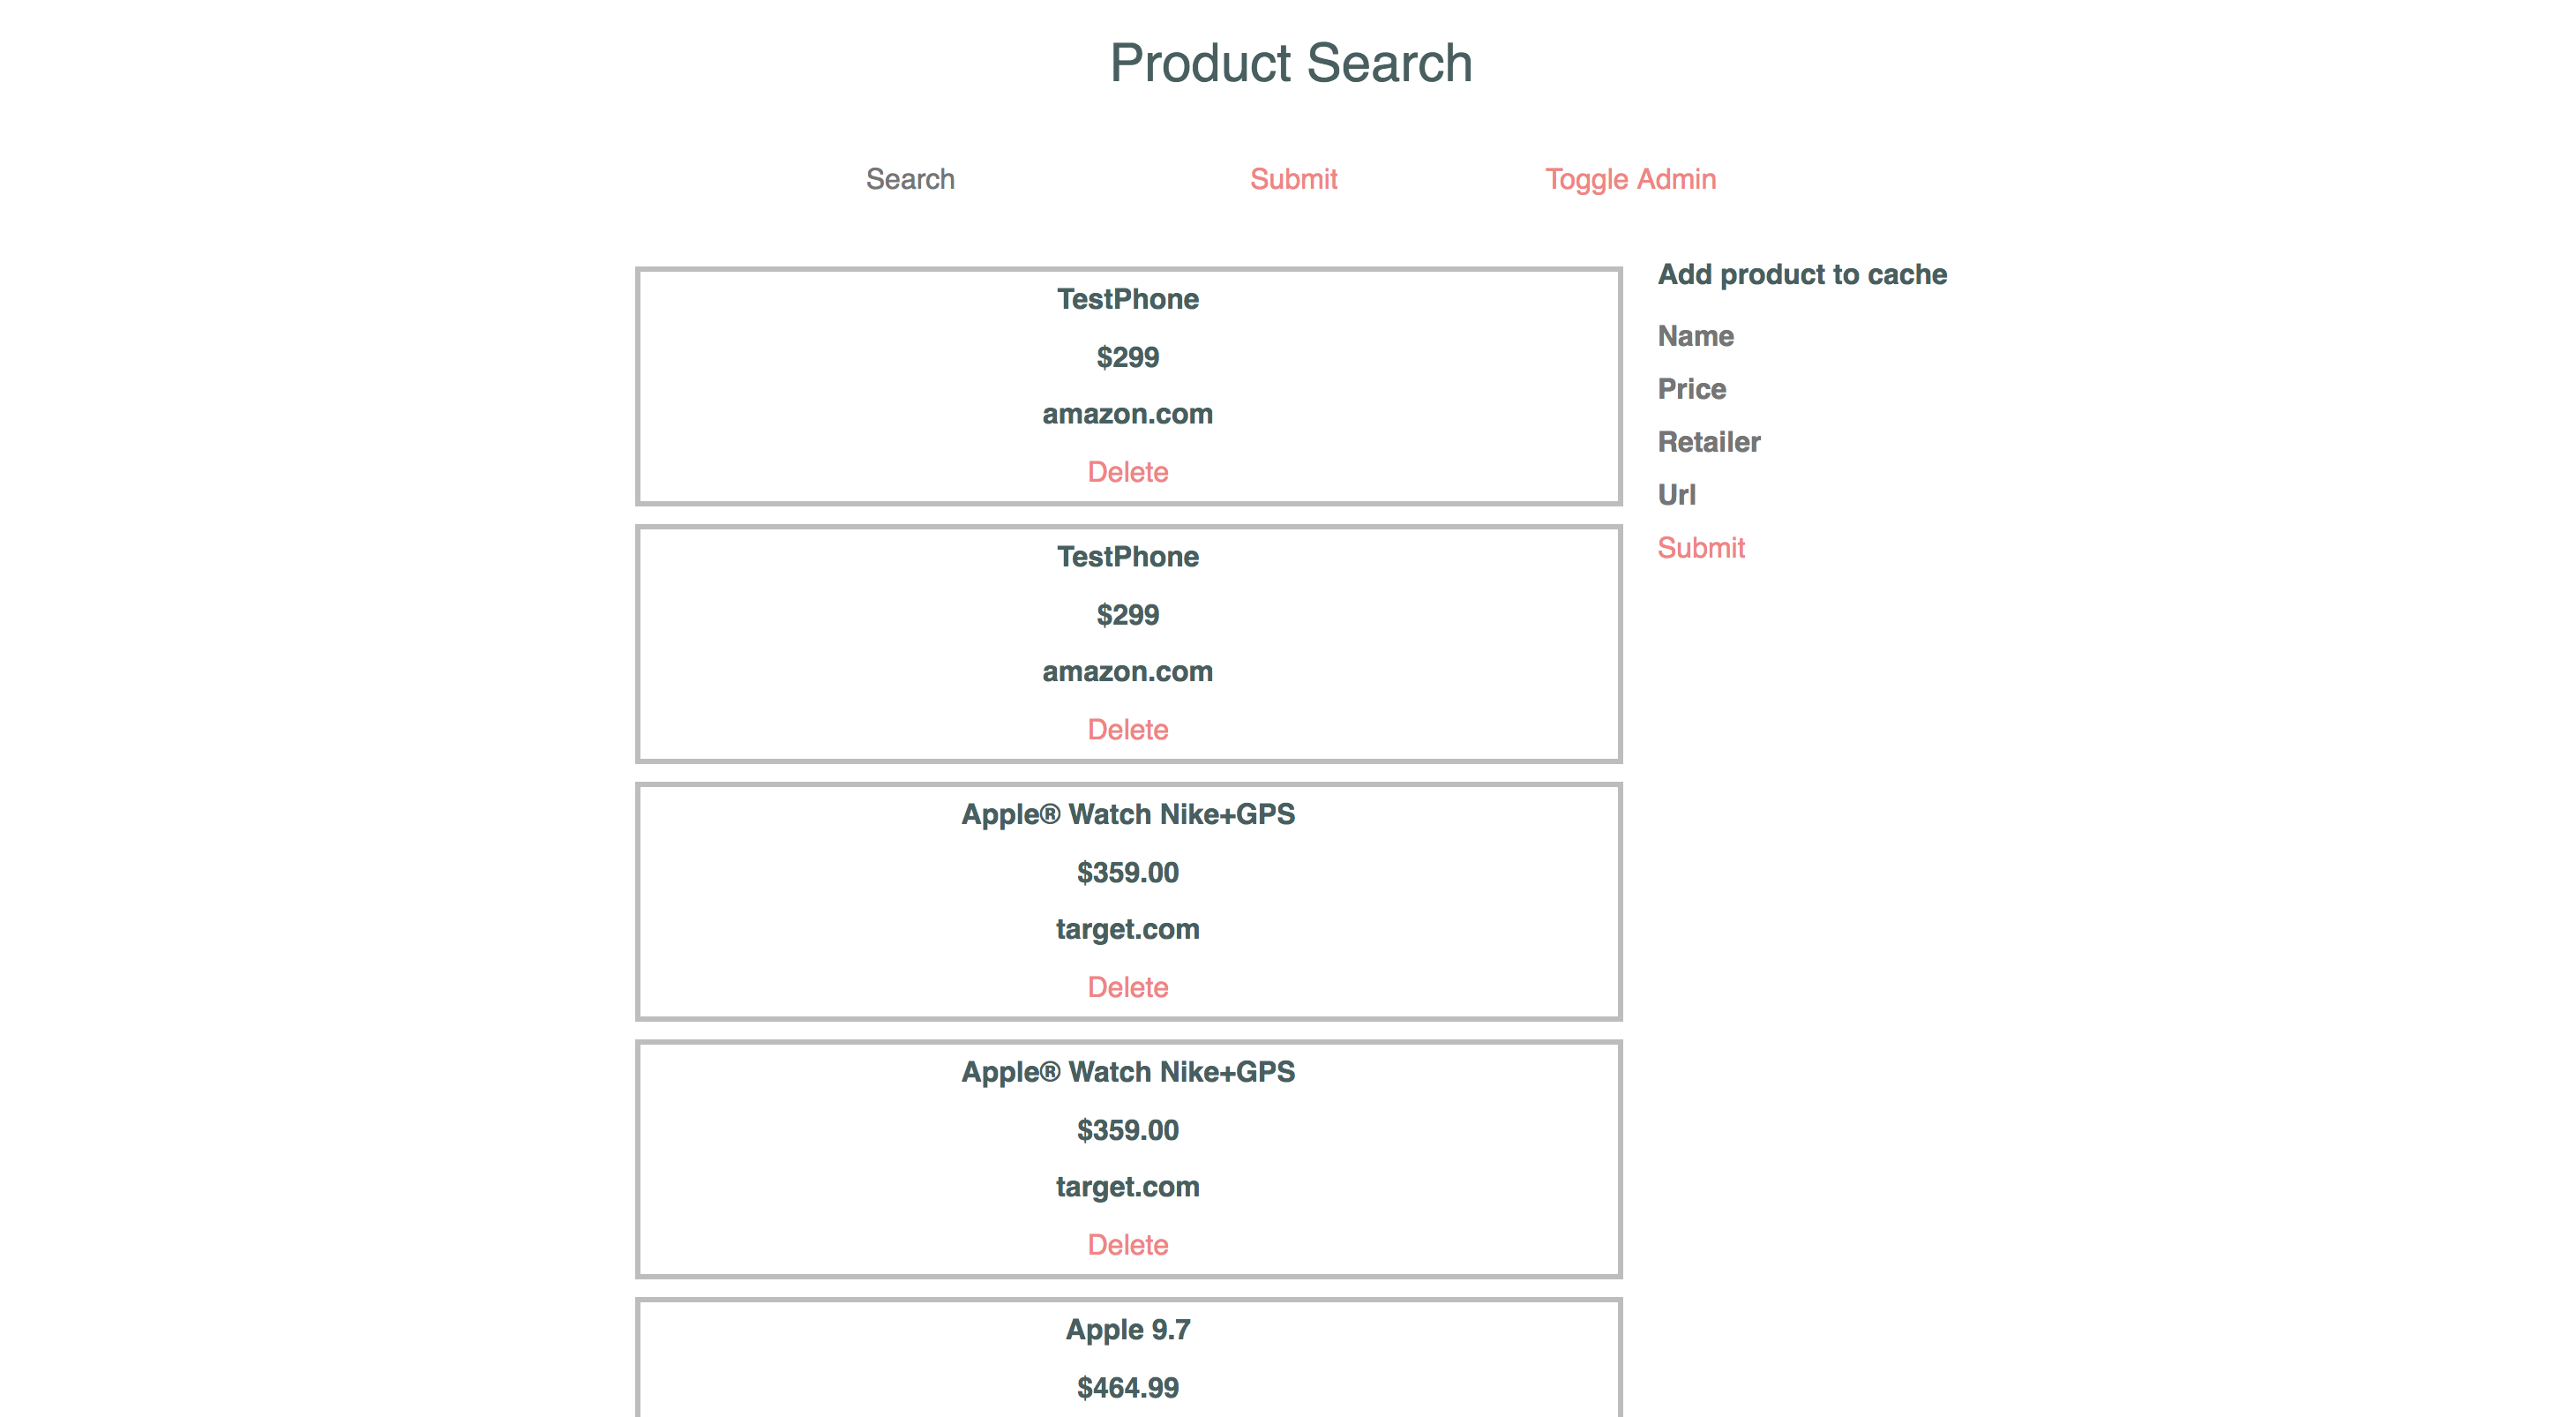 Product Search
Search
Submit
Toggle Admin
TestPhone
$299
amazon.com
Delete
TestPhone
$299
amazon.com
Delete
Apple® Watch Nike+GPS
$359.00
target.com
Delete
Apple® Watch Nike+GPS
$359.00
target.com
Delete
Apple 9.7
$464.99
Add product to cache
Name
Price
Retailer
Url
Submit